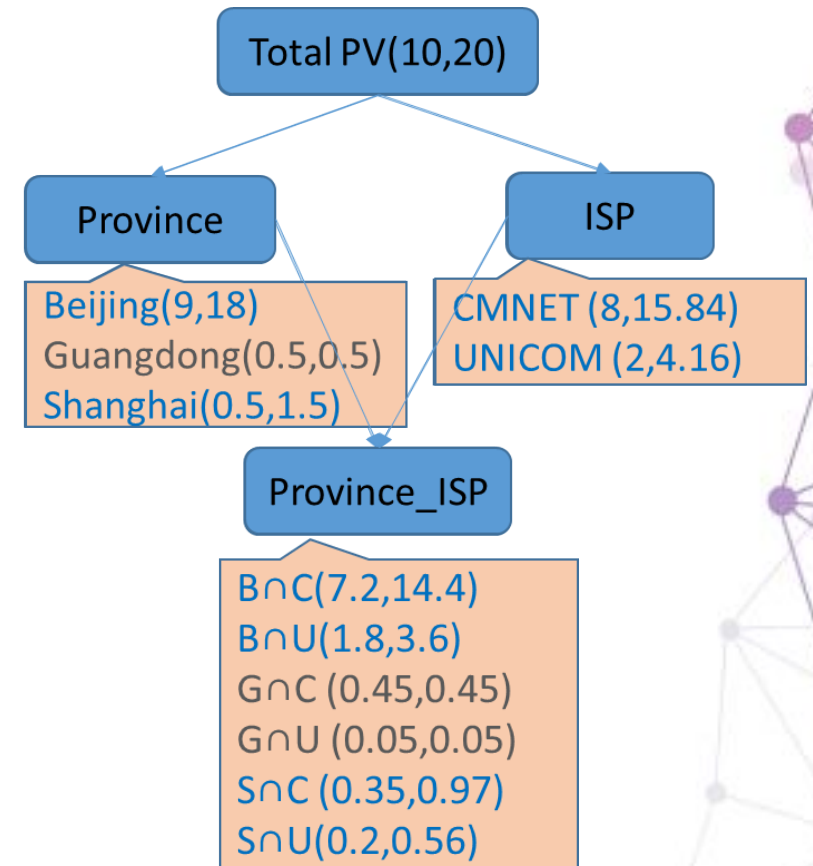 Total PV(10,20)
Province
ISP
Beijing(9,18)
Guangdong(0.5,0.5)
Shanghai(0.5,1.5)
CMNET (8,15.84)
UNICOM (2,4.16)
Province_ISP
B∩C(7.2,14.4)
B∩U(1.8,3.6)
G∩C (0.45,0.45)
G∩U (0.05,0.05)
S∩C (0.35,0.97)
S∩U(0.2,0.56)